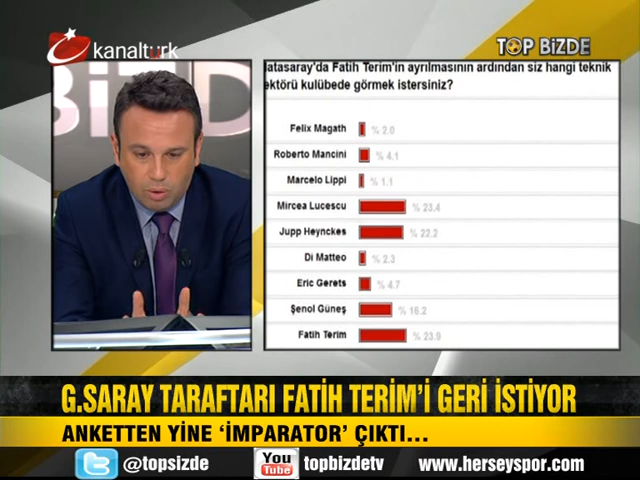 kanaltürk
TOP BİZDE
BiZD
latasaray'da Fatih Terim'in ayrılmasının ardından siz hangi teknik
ektörü kulübede görmek istersiniz?
Felix Magath % 2.0
Roberto Mancini % 4.1
Marcelo Lippi % 1.1
Mircea Lucescu % 23.4
Jupp Heynckes % 22.2
Di Matteo % 2.3
Eric Gerets % 4.7
Şenol Güneş % 16.2
Fatih Terim % 23.9
G.SARAY TARAFTARI FATİH TERİM'İ GERİ İSTİYOR
ANKETTEN YİNE 'İMPARATOR' ÇIKTI...
@topsizde You Tube topbizdetv www.herseyspor.com